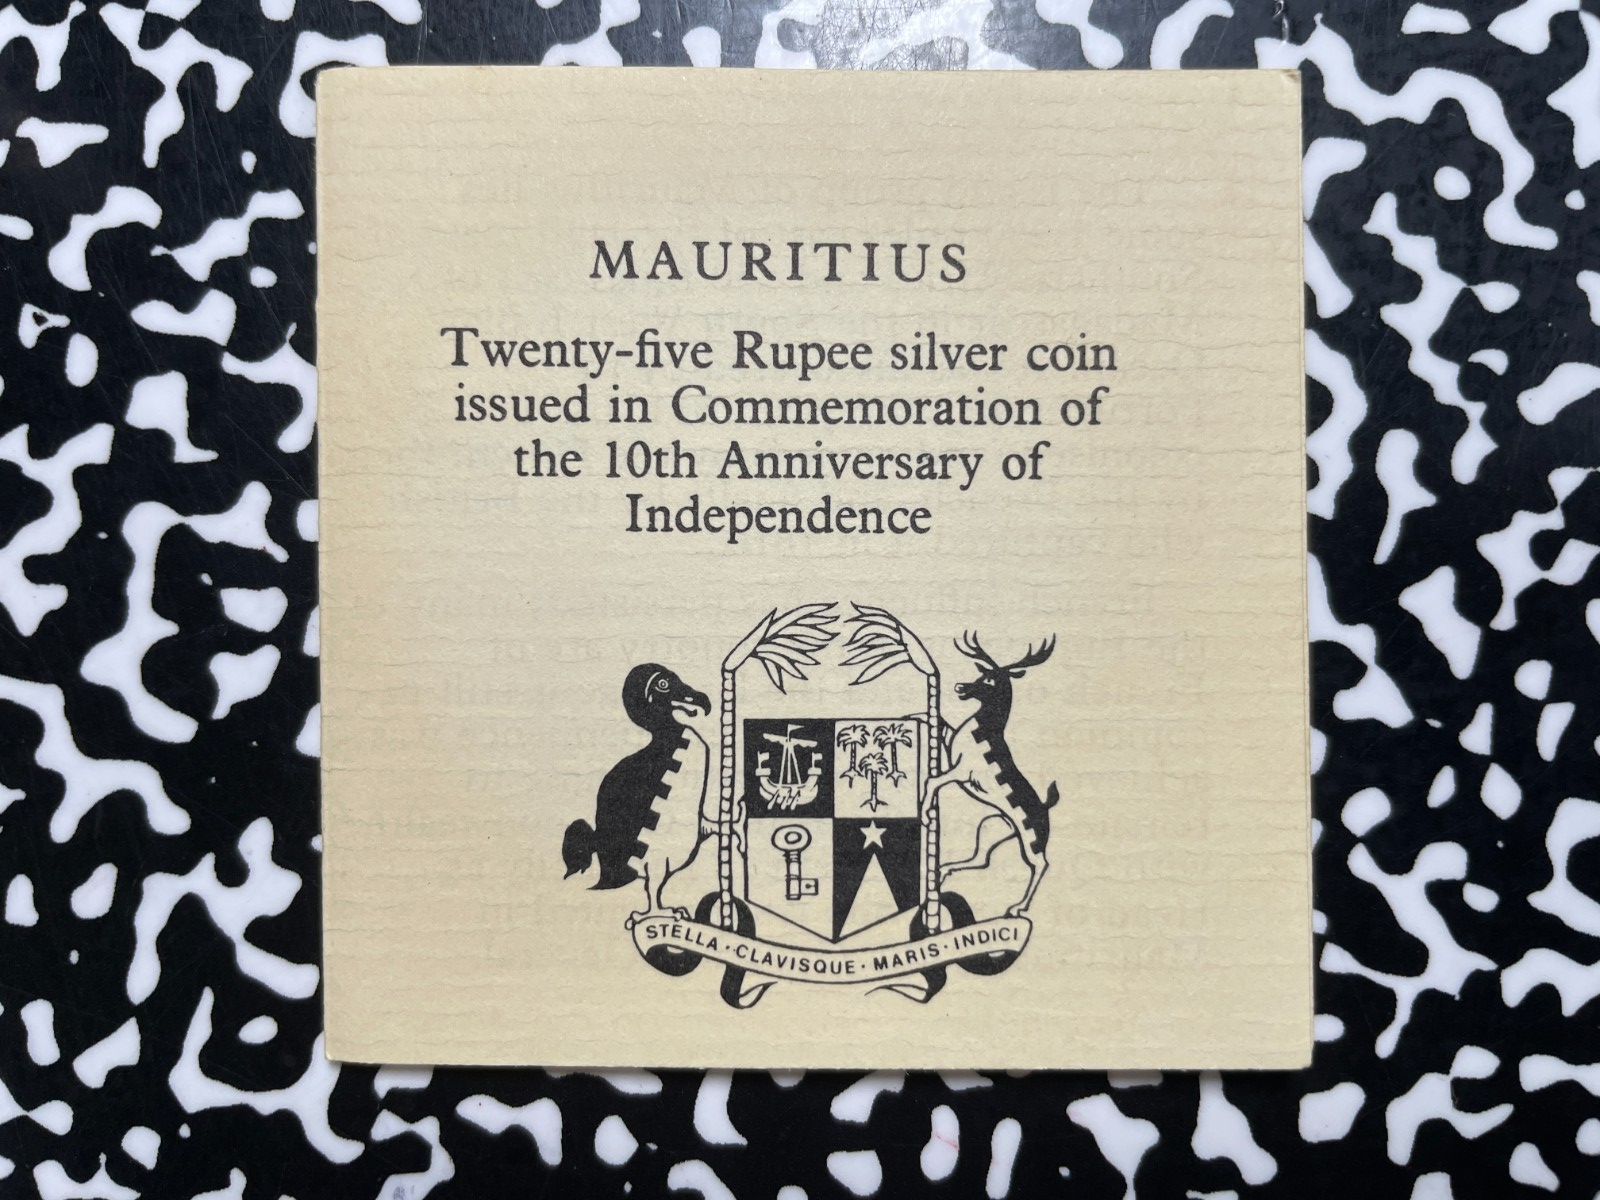 MAURITIUS
Twenty-five Rupee silver coin
issued in Commemoration of
the 10th Anniversary of
Independence
STELLA · CLAVISQUE · MARIS · INDICI